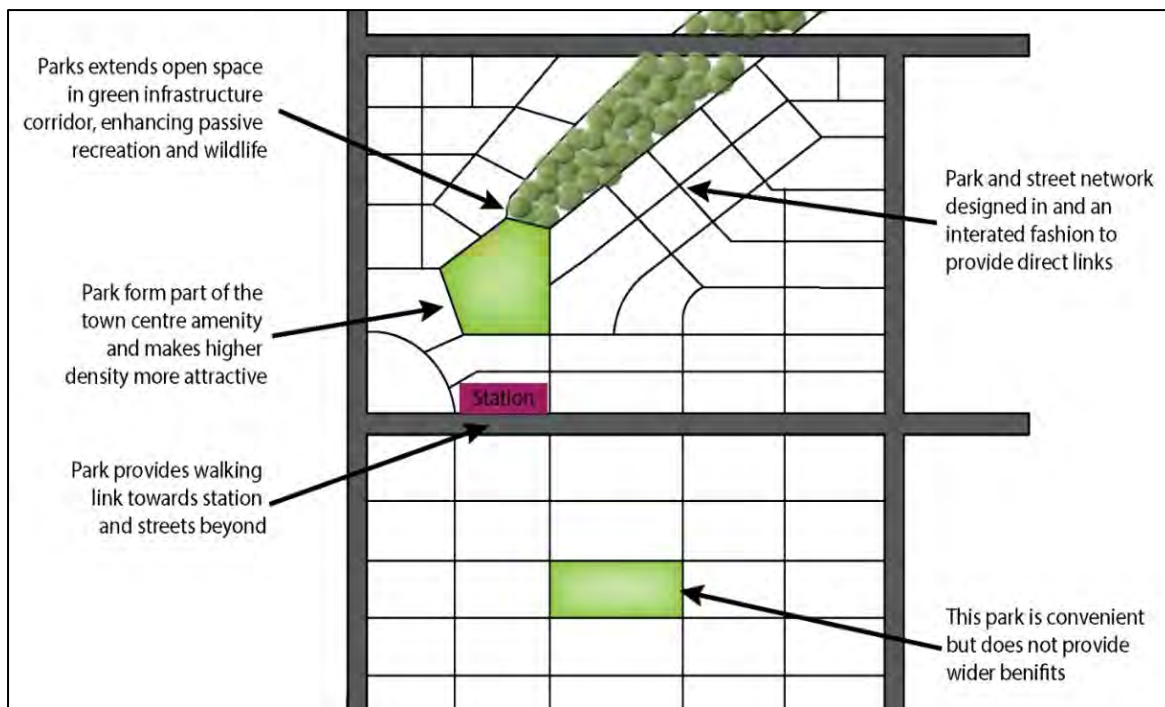 Parks extends open space
in green infrastructure
corridor, enhancing passive
recreation and wildlife
Park and street network
designed in and an
interated fashion to
provide direct links
Park form part of the
town centre amenity
and makes higher
density more attractive
Station
Park provides walking
link towards station
and streets beyond
This park is convenient
but does not provide
wider benifits